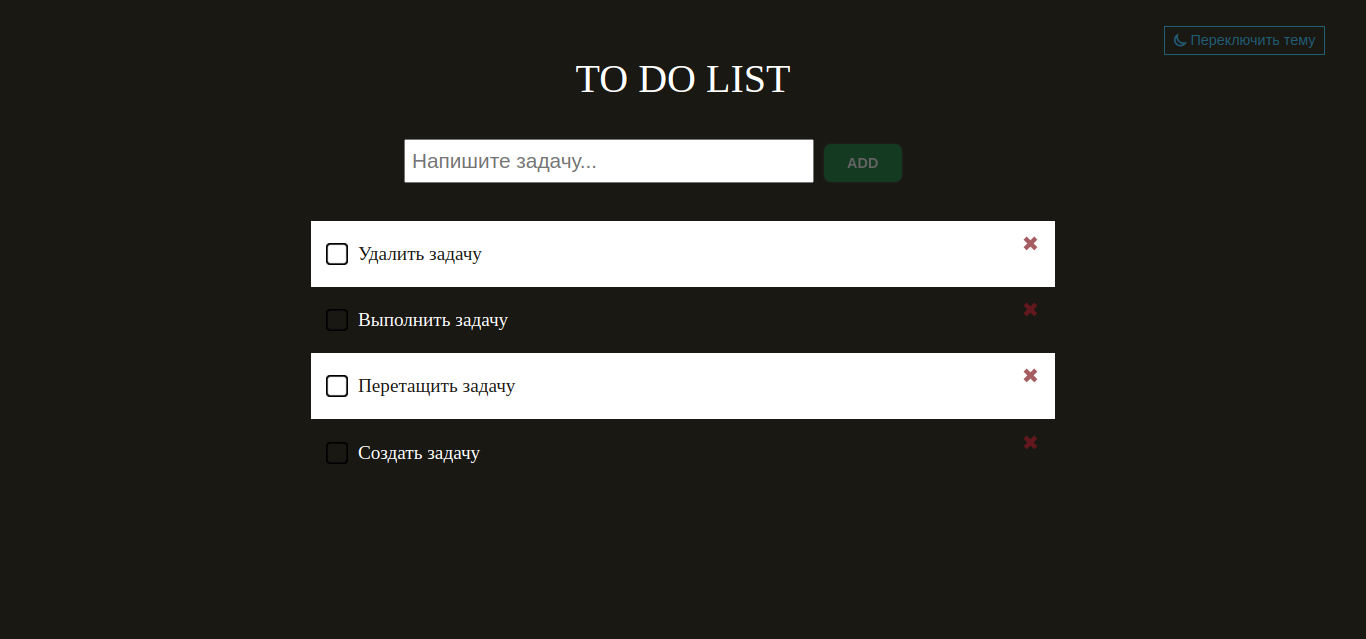 Переключить тему
TO DO LIST
Напишите задачу...
ADD
Удалить задачу
Выполнить задачу
Перетащить задачу
Создать задачу